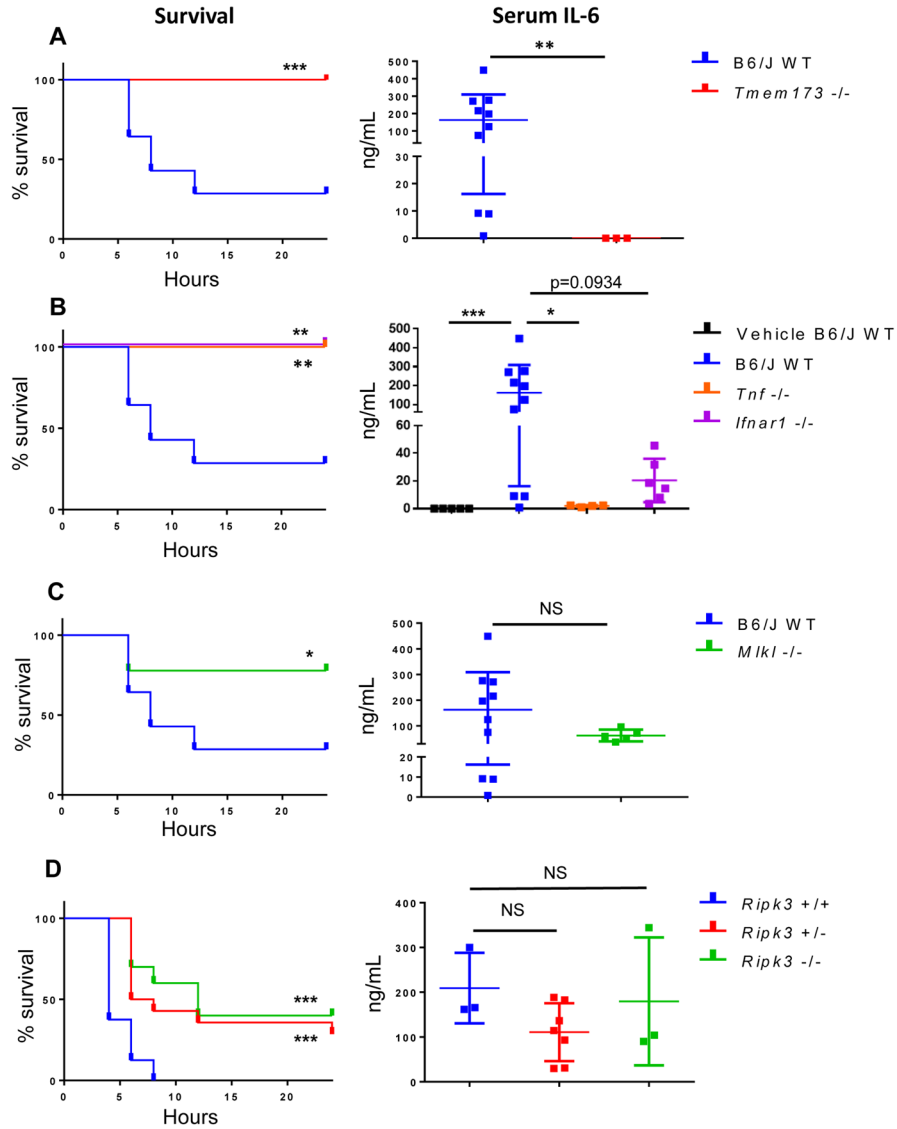 Survival
Serum IL-6
A
% survival
100
50
0
0 5 10 15 20
Hours
***
ng/mL
500
400
300
200
100
30
20
10
0
**
B6/J WT
Tmem173 -/-
B
% survival
100
50
0
0 5 10 15 20
Hours
**
**
ng/mL
500
400
300
200
100
60
40
20
0
p=0.0934
***
*
Vehicle B6/J WT
B6/J WT
Tnf -/-
Ifnar1 -/-
C
% survival
100
50
0
0 5 10 15 20
Hours
*
ng/mL
500
400
300
200
100
20
10
0
NS
B6/J WT
Mlkl -/-
D
% survival
100
50
0
0 5 10 15 20
Hours
***
***
ng/mL
400
300
200
100
0
NS
NS
Ripk3 +/+
Ripk3 +/-
Ripk3 -/-